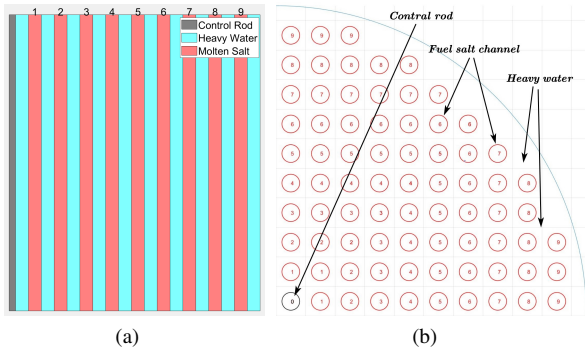 1 2 3 4 5 6 7 8 9
Control Rod
Heavy Water
Molten Salt
(a)
Contral rod
Fuel salt channel
Heavy water
9 9 9
8 8 8 8 8
7 7 7 7 7 7
6 6 6 6 6 6 6
5 5 5 5 5 5 6 7
4 4 4 4 4 5 6 7 8
3 3 3 3 4 5 6 7 8
2 2 2 3 4 5 6 7 8 9
1 1 2 3 4 5 6 7 8 9
0 1 2 3 4 5 6 7 8 9
(b)